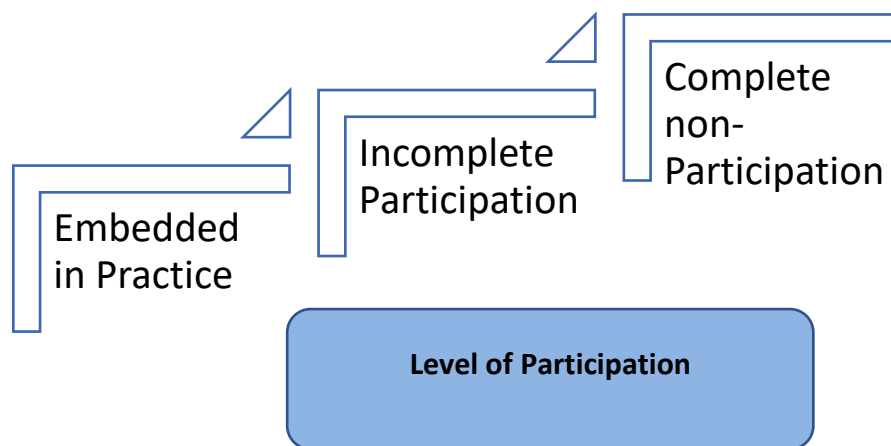 Embedded
in Practice
Incomplete
Participation
Complete
non-
Participation
Level of Participation